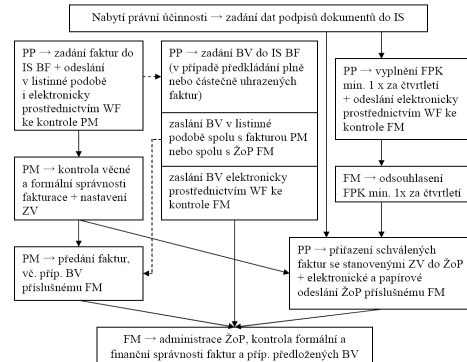 Nabytí právní účinnosti → zadání dat podpisů dokumentů do IS
PP → zadání faktur do
IS BF + odeslání
v listinné podobě
i elektronicky
prostřednictvím WF
ke kontrole PM
PP → zadání BV do IS BF
(v případě předkládání plně
nebo částečně uhrazených
faktur)
zaslání BV v listinné
podobě spolu s fakturou PM
nebo spolu s ŽoP FM
zaslání BV elektronicky
prostřednictvím WF ke
kontrole FM
PP → vyplnění FPK
min. 1 x za čtvrtletí
+ odeslání elektronicky
prostřednictvím WF ke
kontrole FM
PM → kontrola věcné
a formální správnosti
fakturace + nastavení
ZV
FM → odsouhlasení
FPK min. 1x za čtvrtletí
PM → předání faktur,
vč. příp. BV
příslušnému FM
PP → přiřazení schválených
faktur se stanovenými ZV do ŽoP
+ elektronické a papírové
odeslání ŽoP příslušnému FM
FM → administrace ŽoP, kontrola formální a
finanční správnosti faktur a příp. předložených BV